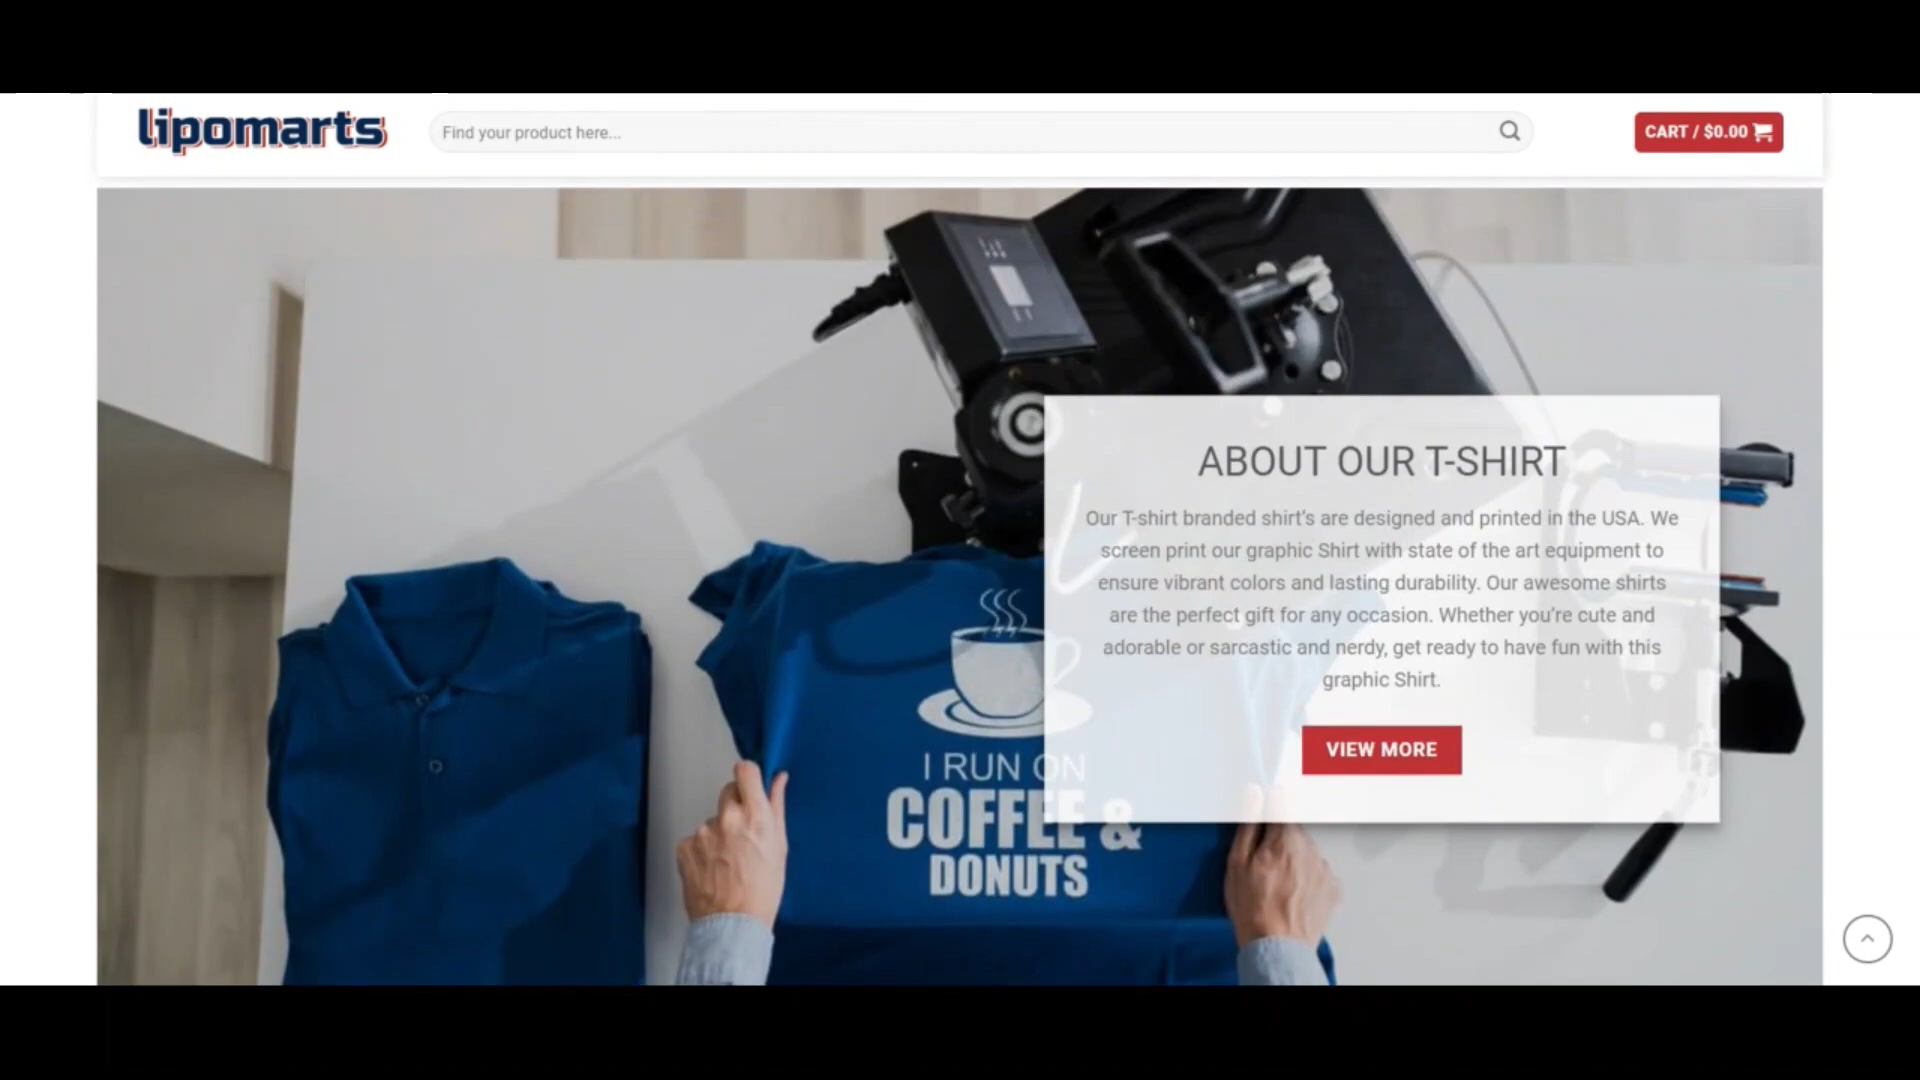 lipomarts
Find your product here...
CART / $0.00
ABOUT OUR T-SHIRT
Our T-shirt branded shirt's are designed and printed in the USA. We
screen print our graphic Shirt with state of the art equipment to
ensure vibrant colors and lasting durability. Our awesome shirts
are the perfect gift for any occasion. Whether you're cute and
adorable or sarcastic and nerdy, get ready to have fun with this
graphic Shirt.
VIEW MORE
I RUN ON
COFFEE &
DONUTS